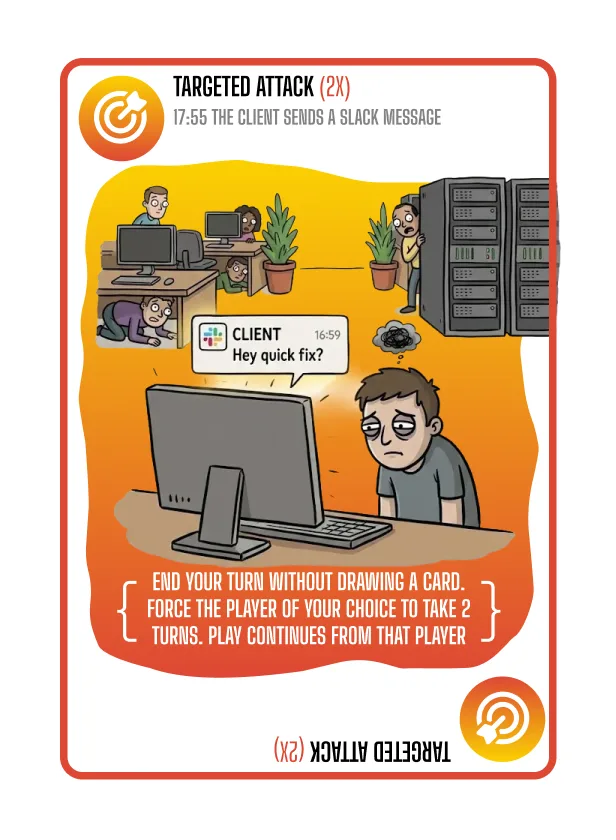 TARGETED ATTACK (2X)
17:55 THE CLIENT SENDS A SLACK MESSAGE
CLIENT 16:59
Hey quick fix?
END YOUR TURN WITHOUT DRAWING A CARD.
FORCE THE PLAYER OF YOUR CHOICE TO TAKE 2
TURNS. PLAY CONTINUES FROM THAT PLAYER
TARGETED ATTACK (2X)